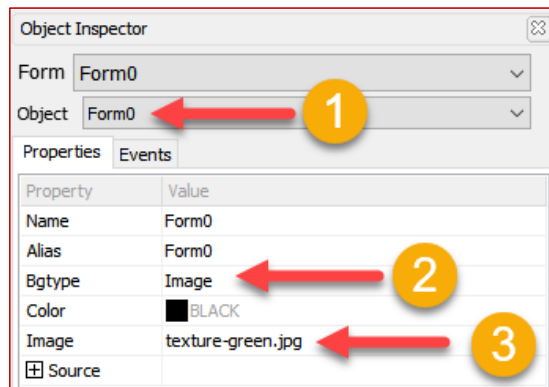 Object Inspector
Form Form0
Object Form0
1
Properties Events
Property Value
Name Form0
Alias Form0
Bgtype Image
2
Color BLACK
Image texture-green.jpg
3
Source